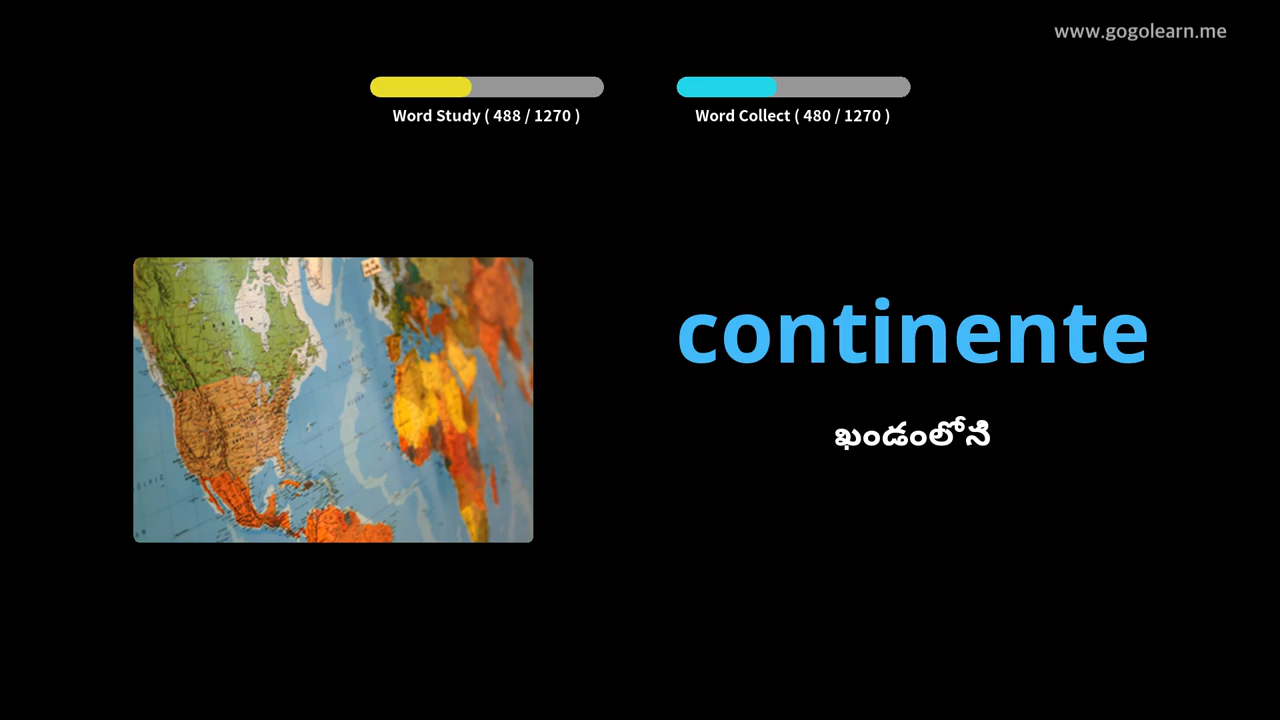 www.gogolearn.me
Word Study ( 488 / 1270 )
Word Collect ( 480 / 1270 )
continente
ఖండంలోని